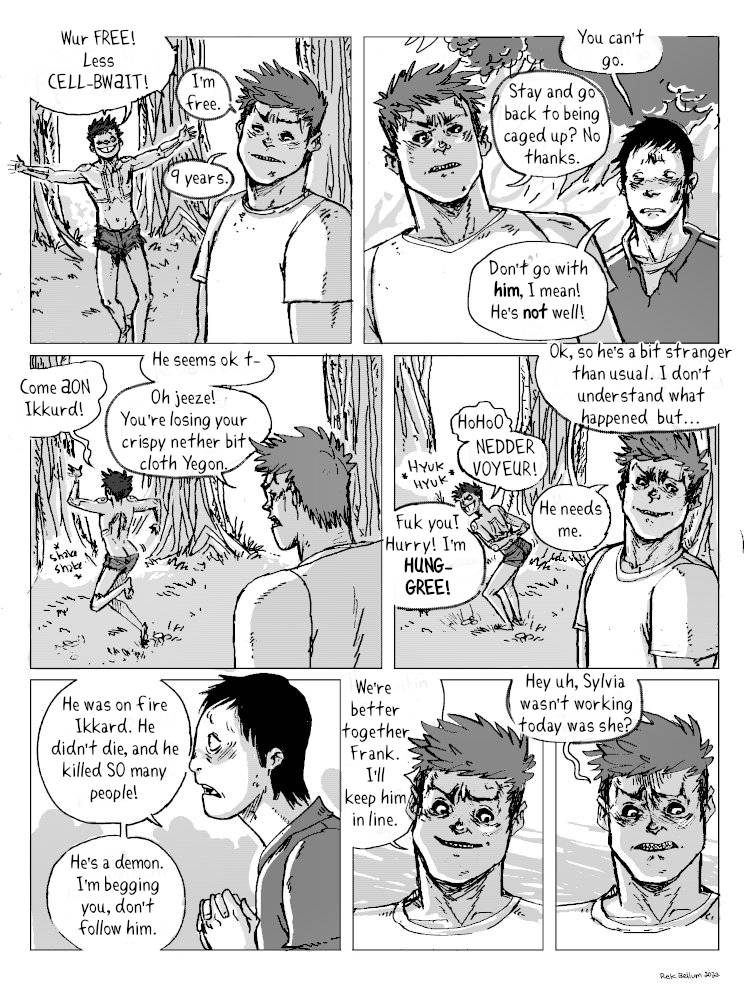 Wur FREE!
Less
CELL-BWaIT!
I'm
free.
9 years.
You can't
go.
Stay and go
back to being
caged up? No
thanks.
Don't go with
him, I mean!
He's not well!
He seems ok t-
Come aON
Ikkurd!
Oh jeeze!
You're losing your
crispy nether bit
cloth Yegon.
*shake
shake*
Ok, so he's a bit stranger
than usual. I don't
understand what
happened but...
HoHoO
NEDDER
VOYEUR!
HYUK
*HYUK*
Fuk you!
Hurry! I'm
HUNG-
GREE!
He needs
me.
He was on fire
Ikkard. He
didn't die, and he
killed SO many
people!
He's a demon.
I'm begging
you, don't
follow him.
We're
better
together
Frank.
I'll
keep him
in line.
Hey uh, Sylvia
wasn't working
today was she?
Rek Bellum 2022